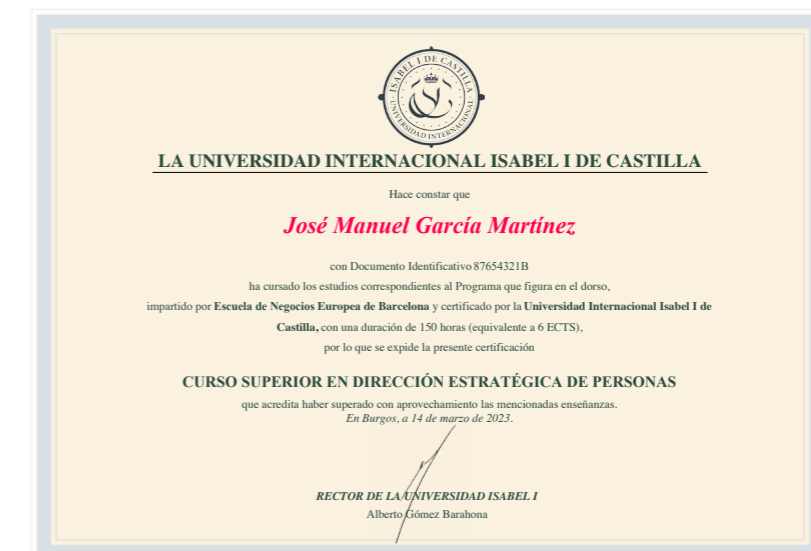 ISABEL I DE CASTILLA
UNIVERSIDAD INTERNACIONAL
LA UNIVERSIDAD INTERNACIONAL ISABEL I DE CASTILLA
Hace constar que
José Manuel García Martínez
con Documento Identificativo 87654321B
ha cursado los estudios correspondientes al Programa que figura en el dorso,
impartido por Escuela de Negocios Europea de Barcelona y certificado por la Universidad Internacional Isabel I de
Castilla, con una duración de 150 horas (equivalente a 6 ECTS),
por lo que se expide la presente certificación
CURSO SUPERIOR EN DIRECCIÓN ESTRATÉGICA DE PERSONAS
que acredita haber superado con aprovechamiento las mencionadas enseñanzas.
En Burgos, a 14 de marzo de 2023.
RECTOR DE LA UNIVERSIDAD ISABEL I
Alberto Gómez Barahona